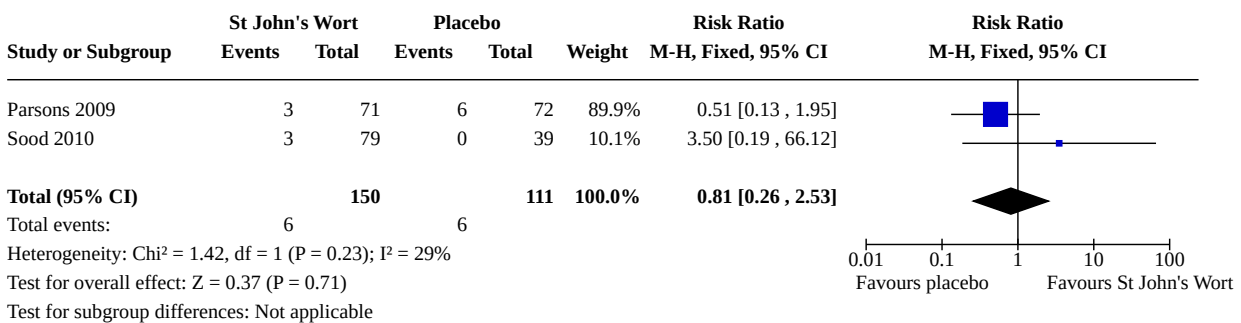 St John's Wort Placebo Risk Ratio Risk Ratio
Study or Subgroup Events Total Events Total Weight M-H, Fixed, 95% CI M-H, Fixed, 95% CI
Parsons 2009 3 71 6 72 89.9% 0.51 [0.13 , 1.95]
Sood 2010 3 79 0 39 10.1% 3.50 [0.19 , 66.12]
Total (95% CI) 150 111 100.0% 0.81 [0.26 , 2.53]
Total events: 6 6
Heterogeneity: Chi² = 1.42, df = 1 (P = 0.23); I² = 29%
0.01 0.1 1 10 100
Test for overall effect: Z = 0.37 (P = 0.71) Favours placebo Favours St John's Wort
Test for subgroup differences: Not applicable